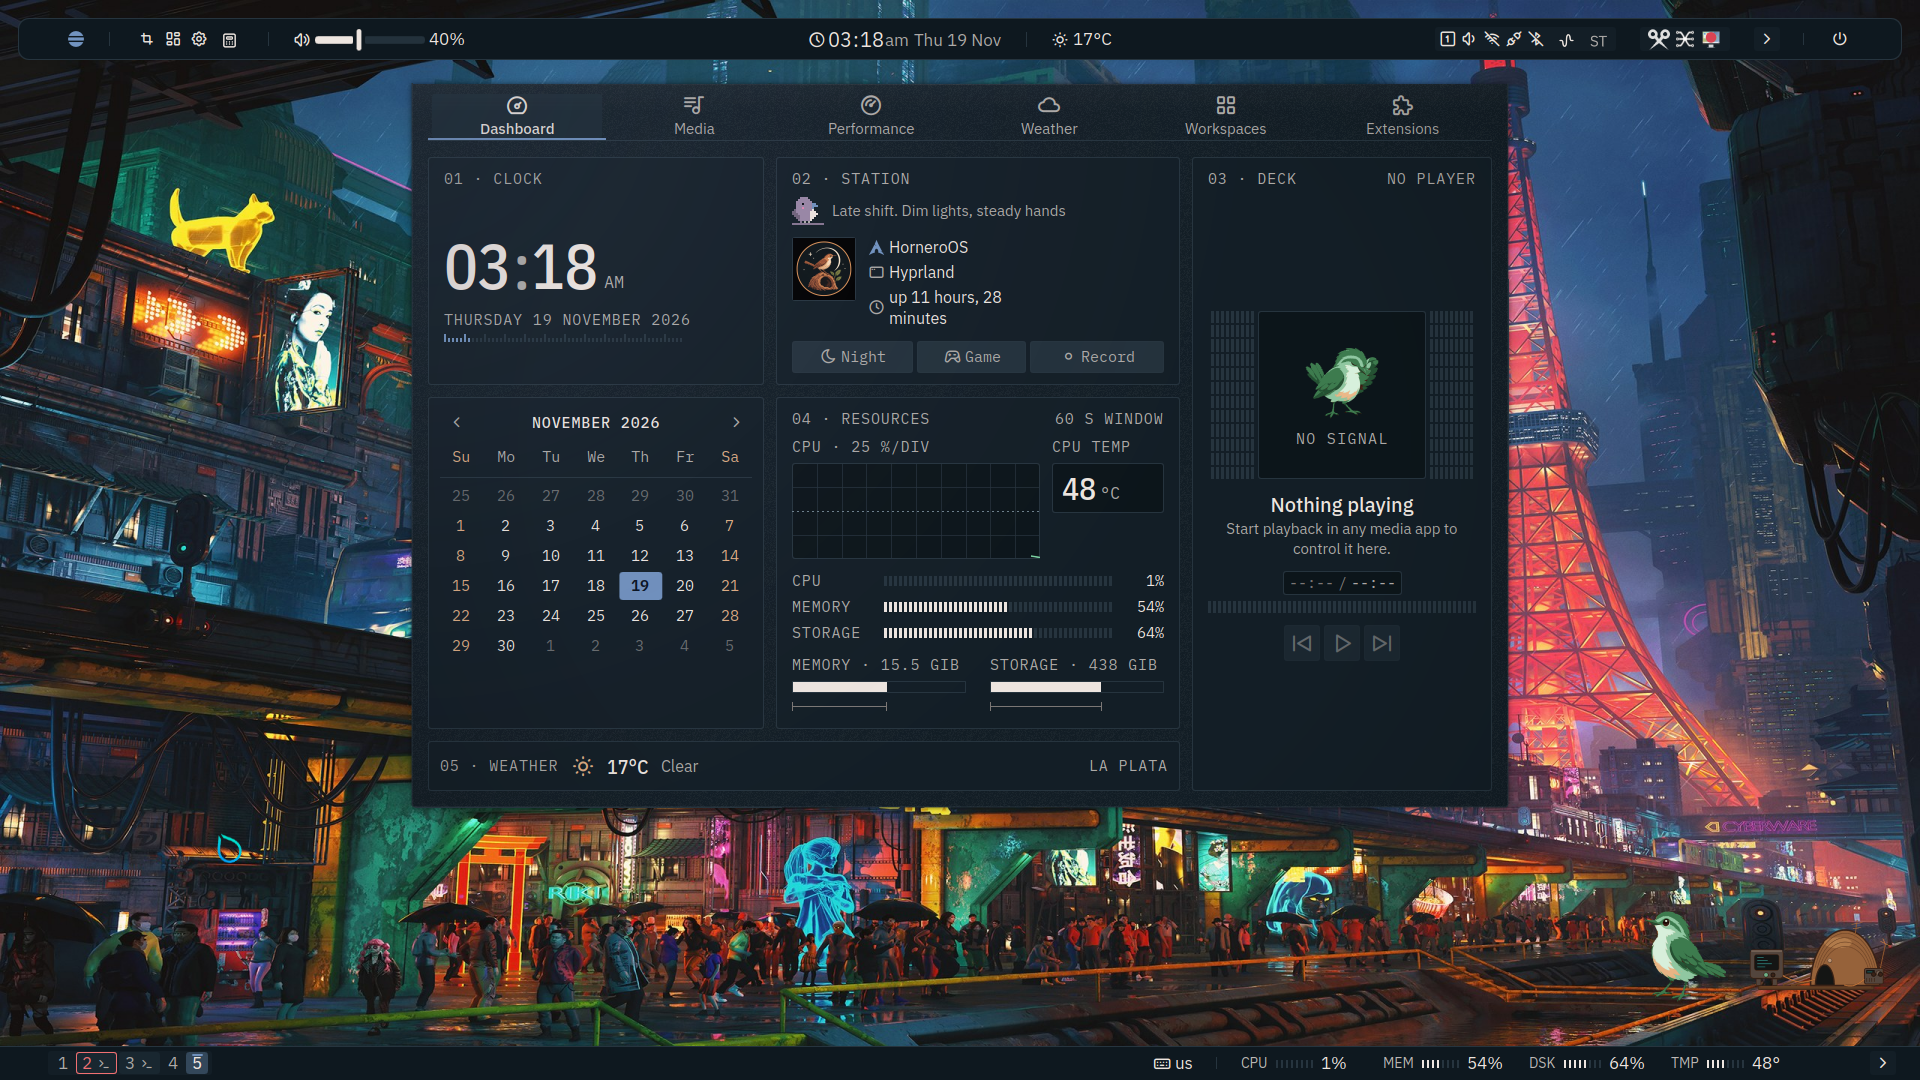 40%
03:18am Thu 19 Nov
17°C
1
ST
Dashboard
Media
Performance
Weather
Workspaces
Extensions
01 · CLOCK
03:18 AM
THURSDAY 19 NOVEMBER 2026
02 · STATION
Late shift. Dim lights, steady hands
HorneroOS
Hyprland
up 11 hours, 28
minutes
Night
Game
Record
03 · DECK
NO PLAYER
NO SIGNAL
Nothing playing
Start playback in any media app to
control it here.
--:-- / --:--
NOVEMBER 2026
Su Mo Tu We Th Fr Sa
25 26 27 28 29 30 31
1 2 3 4 5 6 7
8 9 10 11 12 13 14
15 16 17 18 19 20 21
22 23 24 25 26 27 28
29 30 1 2 3 4 5
04 · RESOURCES
60 S WINDOW
CPU · 25 %/DIV
CPU TEMP
48 °C
CPU 1%
MEMORY 54%
STORAGE 64%
MEMORY · 15.5 GIB
STORAGE · 438 GIB
05 · WEATHER
17°C Clear
LA PLATA
CYBERWARE
1 2 3 4 5
us
CPU 1%
MEM 54%
DSK 64%
TMP 48°